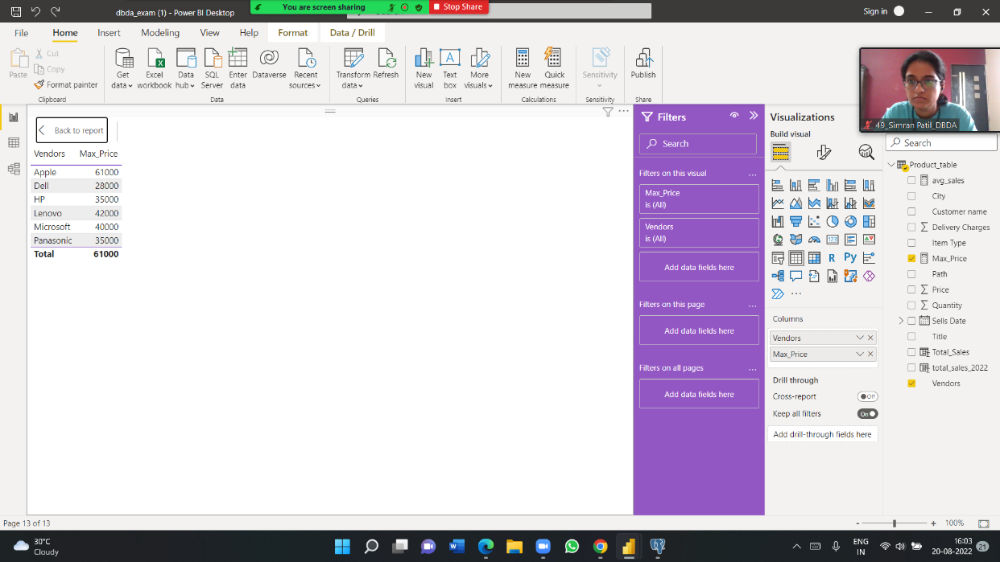 dbda_exam (1) - Power BI Desktop
You are screen sharing
Stop Share
Sign in
File
Home
Insert
Modeling
View
Help
Format
Data / Drill
Paste
Cut
Copy
Format painter
Clipboard
Get data
Excel workbook
Data hub
SQL Server
Enter data
Dataverse
Recent sources
Data
Transform data
Refresh
Queries
New visual
Text box
More visuals
Insert
New measure
Quick measure
Calculations
Sensitivity
Sensitivity
Publish
Share
49_Simran Patil_DBDA
Back to report
Vendors Max_Price
Apple 61000
Dell 28000
HP 35000
Lenovo 42000
Microsoft 40000
Panasonic 35000
Total 61000
Filters
Search
Filters on this visual
Max_Price
is (All)
Vendors
is (All)
Add data fields here
Filters on this page
Add data fields here
Filters on all pages
Add data fields here
Visualizations
Build visual
123
R
Py
Columns
Vendors
Max_Price
Drill through
Cross-report Off
Keep all filters On
Add drill-through fields here
Search
Product_table
avg_sales
City
Customer name
Delivery Charges
Item Type
Max_Price
Path
Price
Quantity
Sells Date
Title
Total_Sales
total_sales_2022
Vendors
Page 13 of 13
- + 100%
30°C
Cloudy
ENG
IN
16:03
20-08-2022
21